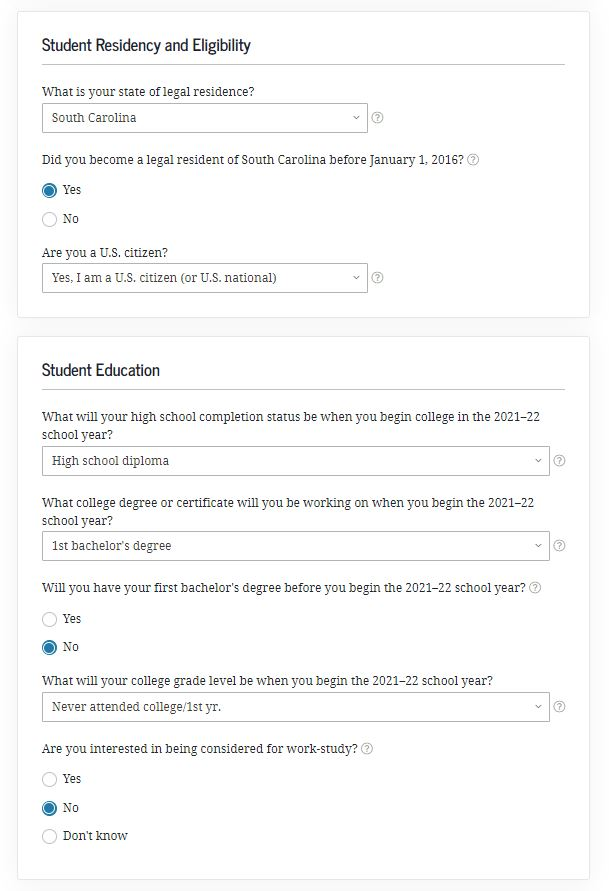 Student Residency and Eligibility
What is your state of legal residence?
South Carolina
Did you become a legal resident of South Carolina before January 1, 2016?
Yes
No
Are you a U.S. citizen?
Yes, I am a U.S. citizen (or U.S. national)
Student Education
What will your high school completion status be when you begin college in the 2021–22
school year?
High school diploma
What college degree or certificate will you be working on when you begin the 2021–22
school year?
1st bachelor's degree
Will you have your first bachelor's degree before you begin the 2021–22 school year?
Yes
No
What will your college grade level be when you begin the 2021–22 school year?
Never attended college/1st yr.
Are you interested in being considered for work-study?
Yes
No
Don't know